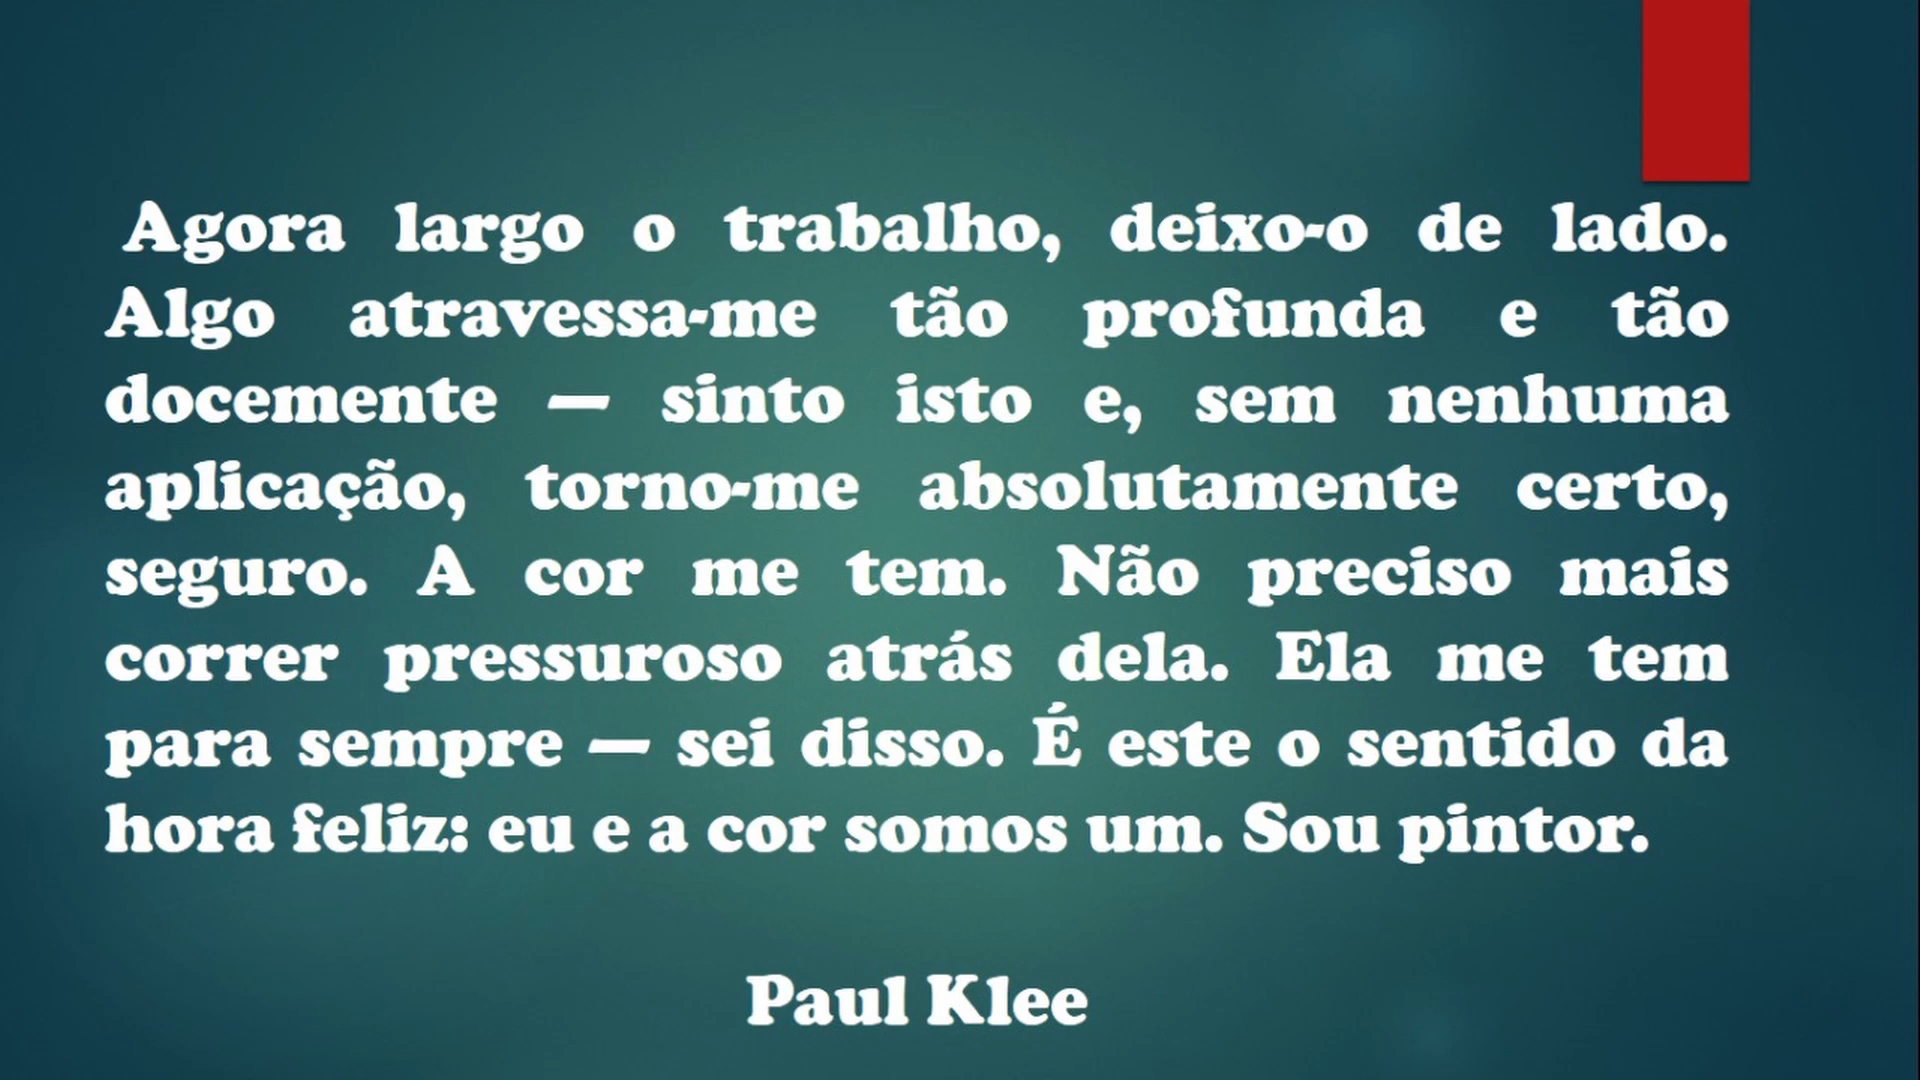 Agora largo o trabalho, deixo-o de lado.
Algo atravessa-me tão profunda e tão
docemente — sinto isto e, sem nenhuma
aplicação, torno-me absolutamente certo,
seguro. A cor me tem. Não preciso mais
correr pressuroso atrás dela. Ela me tem
para sempre — sei disso. É este o sentido da
hora feliz: eu e a cor somos um. Sou pintor.
Paul Klee